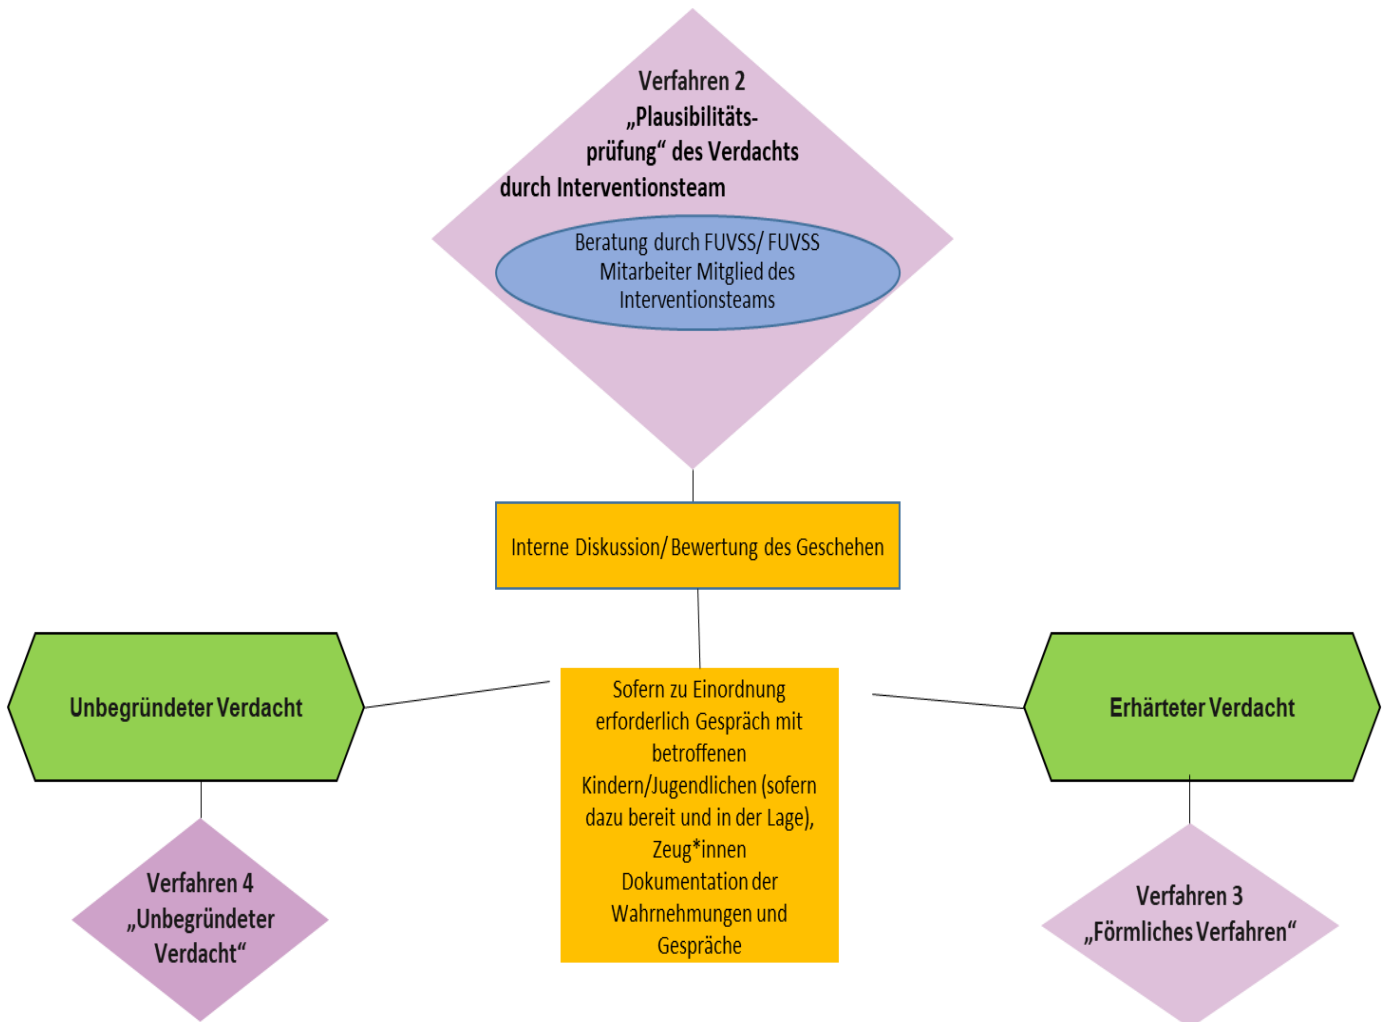 Verfahren 2
„Plausibilitäts-
prüfung“ des Verdachts
durch Interventionsteam
Beratung durch FUVSS/ FUVSS
Mitarbeiter Mitglied des
Interventionsteams
Interne Diskussion/ Bewertung des Geschehen
Unbegründeter Verdacht
Sofern zu Einordnung
erforderlich Gespräch mit
betroffenen
Kindern/Jugendlichen (sofern
dazu bereit und in der Lage),
Zeug*innen
Dokumentation der
Wahrnehmungen und
Gespräche
Erhärteter Verdacht
Verfahren 4
„Unbegründeter
Verdacht“
Verfahren 3
„Förmliches Verfahren“